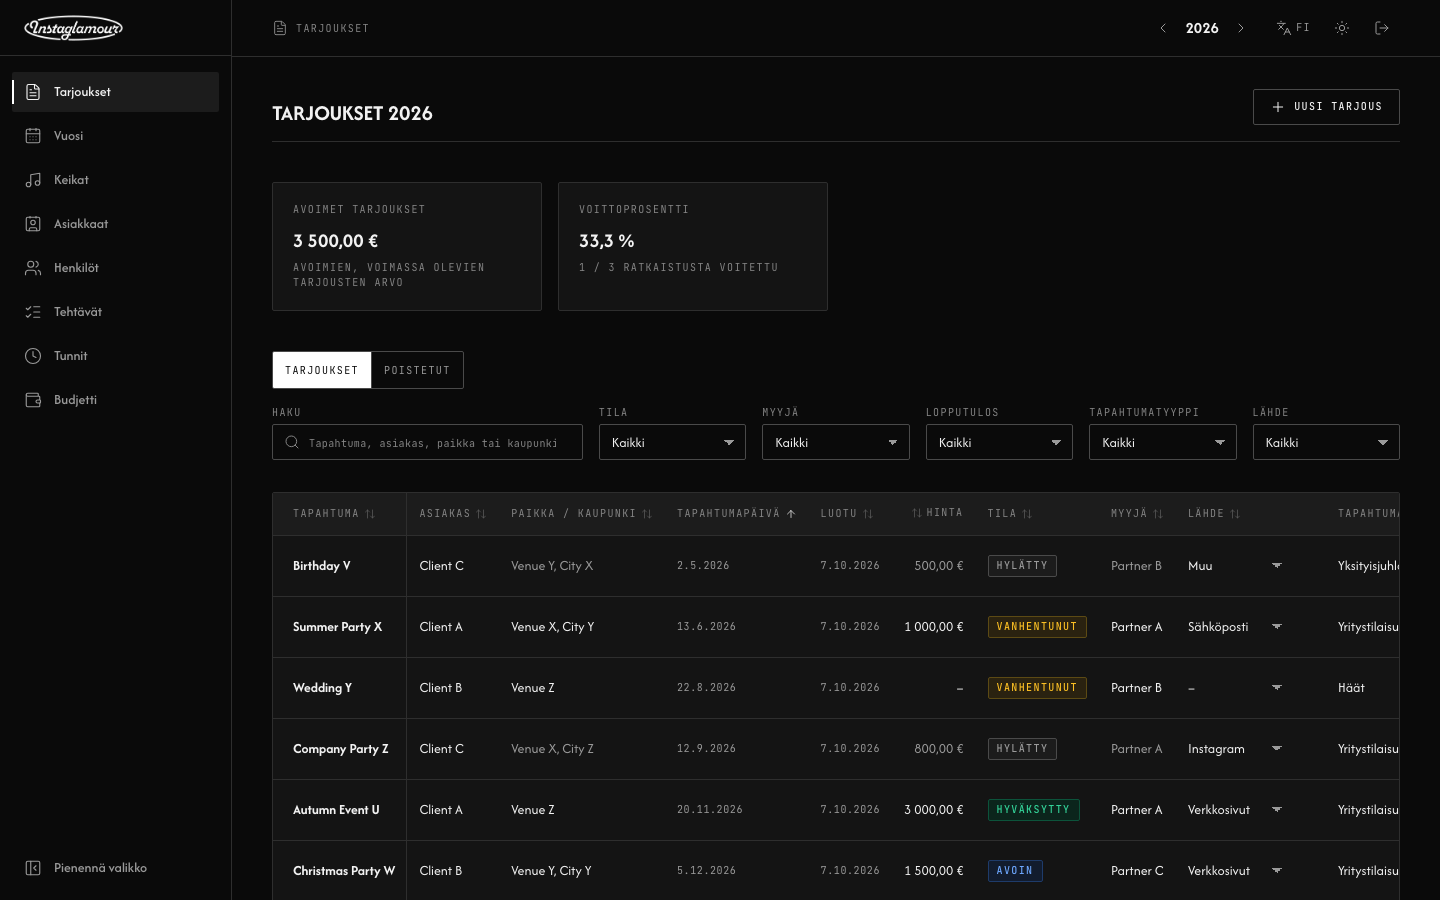 Instaglamour
TARJOUKSET
2026
FI
Tarjoukset
Vuosi
Keikat
Asiakkaat
Henkilöt
Tehtävät
Tunnit
Budjetti
Pienennä valikko
TARJOUKSET 2026
UUSI TARJOUS
AVOIMET TARJOUKSET
3 500,00 €
AVOIMIEN, VOIMASSA OLEVIEN
TARJOUSTEN ARVO
VOITTOPROSENTTI
33,3 %
1 / 3 RATKAISTUSTA VOITETTU
TARJOUKSET POISTETUT
HAKU TILA MYYJÄ LOPPUTULOS TAPAHTUMATYYPPI LÄHDE
Tapahtuma, asiakas, paikka tai kaupunki Kaikki Kaikki Kaikki Kaikki Kaikki
TAPAHTUMA ASIAKAS PAIKKA / KAUPUNKI TAPAHTUMAPÄIVÄ LUOTU HINTA TILA MYYJÄ LÄHDE TAPAHTUMA
Birthday V Client C Venue Y, City X 2.5.2026 7.10.2026 500,00 € HYLÄTTY Partner B Muu Yksityisjuhla
Summer Party X Client A Venue X, City Y 13.6.2026 7.10.2026 1 000,00 € VANHENTUNUT Partner A Sähköposti Yritystilaisu
Wedding Y Client B Venue Z 22.8.2026 7.10.2026 – VANHENTUNUT Partner B – Häät
Company Party Z Client C Venue X, City Z 12.9.2026 7.10.2026 800,00 € HYLÄTTY Partner A Instagram Yritystilaisu
Autumn Event U Client A Venue Z 20.11.2026 7.10.2026 3 000,00 € HYVÄKSYTTY Partner A Verkkosivut Yritystilaisu
Christmas Party W Client B Venue Y, City Y 5.12.2026 7.10.2026 1 500,00 € AVOIN Partner C Verkkosivut Yritystilaisu